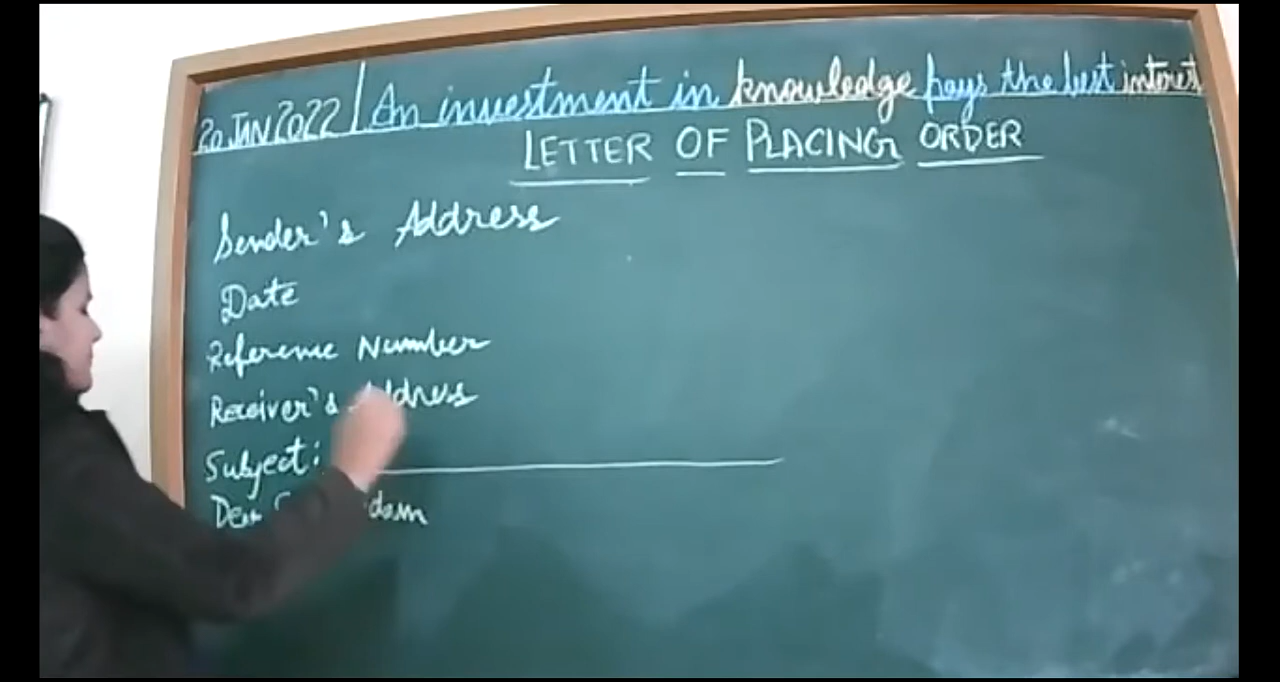 20 JAN 2022 | An investment in knowledge pays the best interest
LETTER OF PLACING ORDER
Sender's Address
Date
Reference Number
Receiver's Address
Subject:
Dear